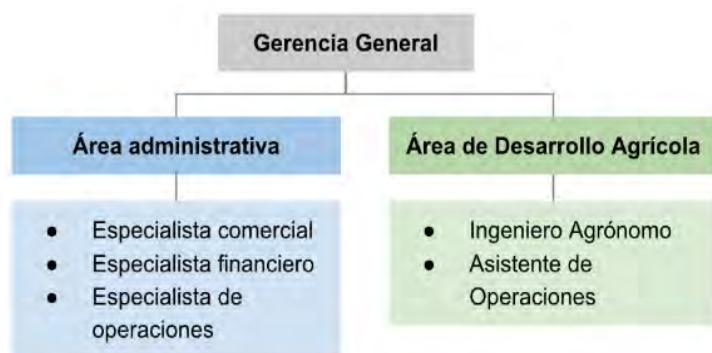 Gerencia General
Área administrativa
● Especialista comercial
● Especialista financiero
● Especialista de
operaciones
Área de Desarrollo Agrícola
● Ingeniero Agrónomo
● Asistente de
Operaciones